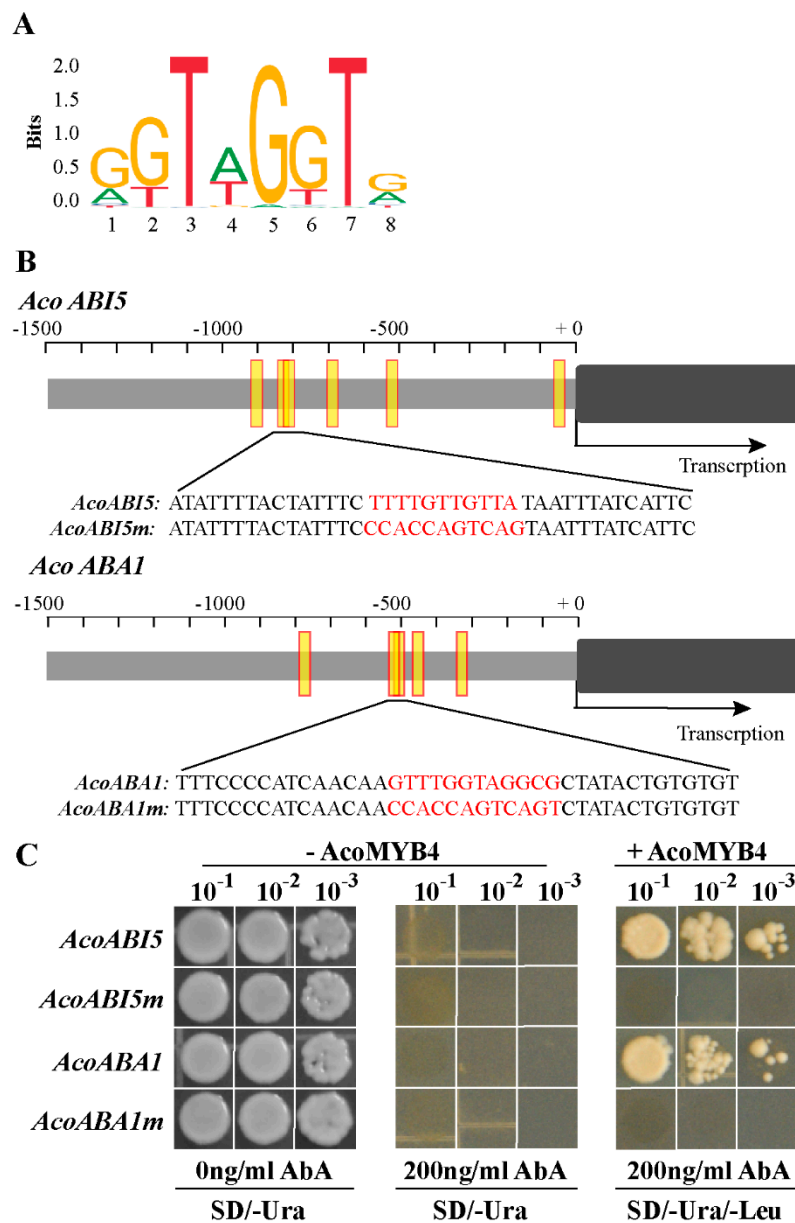 A
Bits
2.0
1.5
1.0
0.5
0.0
GGTAGGTG
ATTTAA
1 2 3 4 5 6 7 8
B
Aco ABI5
-1500 -1000 -500 + 0
Transcrption
AcoABI5: ATATTTTACTATTTC TTTTGTTGTTA TAATTTATCATTC
AcoABI5m: ATATTTTACTATTTCCCACCAGTCAGTAATTTATCATTC
Aco ABA1
-1500 -1000 -500 + 0
Transcrption
AcoABA1: TTTCCCCATCAACAAGTTTGGTAGGCGCTATACTGTGTGT
AcoABA1m: TTTCCCCATCAACAACCACCAGTCAGTCTATACTGTGTGT
C
- AcoMYB4 + AcoMYB4
10-1 10-2 10-3 10-1 10-2 10-3 10-1 10-2 10-3
AcoABI5
AcoABI5m
AcoABA1
AcoABA1m
0ng/ml AbA 200ng/ml AbA 200ng/ml AbA
SD/-Ura SD/-Ura SD/-Ura/-Leu